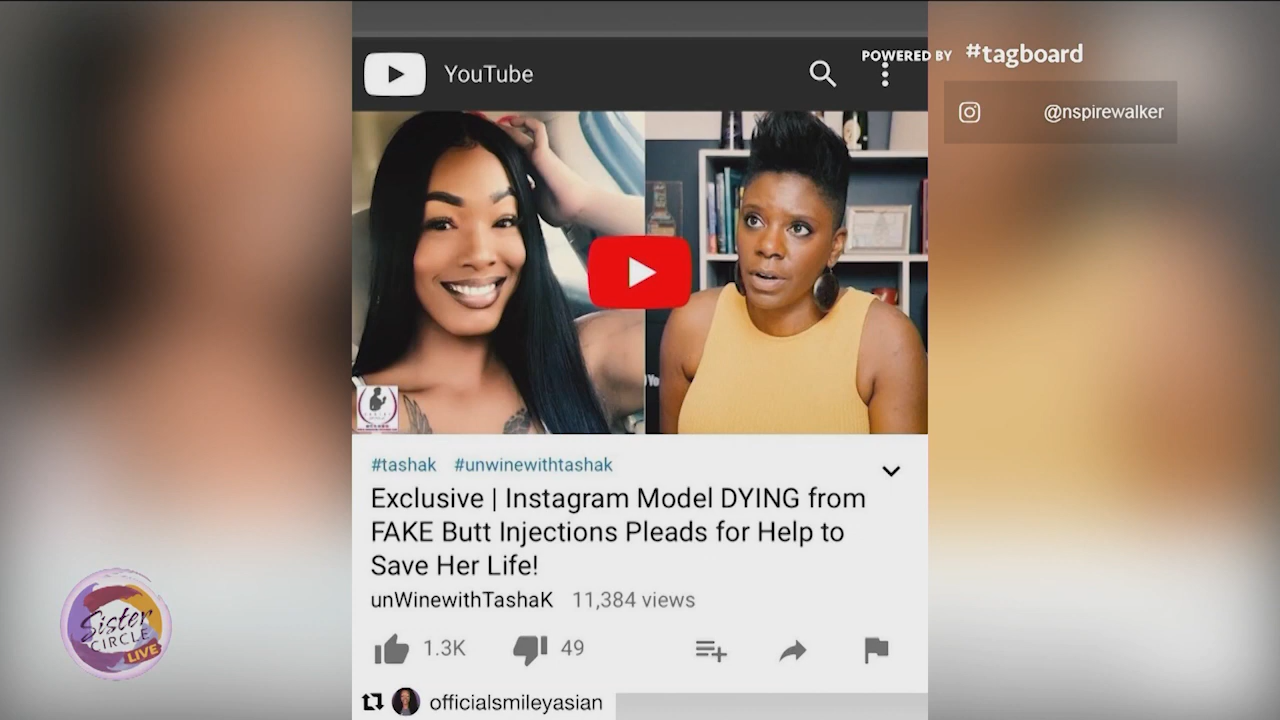 POWERED BY #tagboard
YouTube
@nspirewalker
#tashak #unwinewithtashak
Exclusive | Instagram Model DYING from
FAKE Butt Injections Pleads for Help to
Save Her Life!
unWinewithTashaK 11,384 views
1.3K 49
Sister
CIRCLE
LIVE
officialsmileyasian